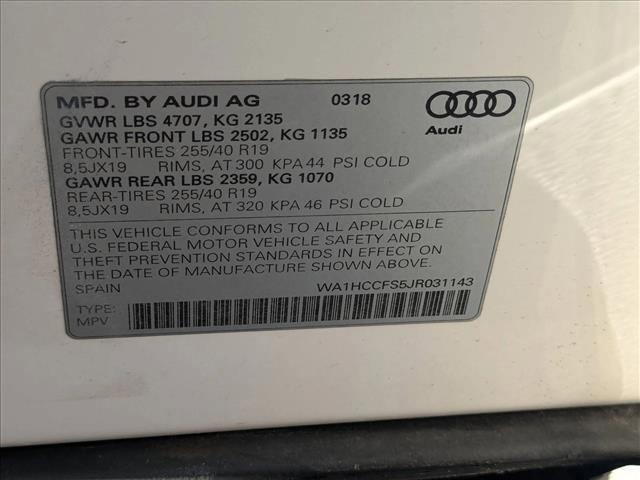 MFD. BY AUDI AG 0318
GVWR LBS 4707, KG 2135
GAWR FRONT LBS 2502, KG 1135
FRONT-TIRES 255/40 R19
8,5JX19 RIMS, AT 300 KPA 44 PSI COLD
GAWR REAR LBS 2359, KG 1070
REAR-TIRES 255/40 R19
8,5JX19 RIMS, AT 320 KPA 46 PSI COLD
Audi
THIS VEHICLE CONFORMS TO ALL APPLICABLE
U.S. FEDERAL MOTOR VEHICLE SAFETY AND
THEFT PREVENTION STANDARDS IN EFFECT ON
THE DATE OF MANUFACTURE SHOWN ABOVE.
SPAIN WA1HCCFS5JR031143
TYPE:
MPV